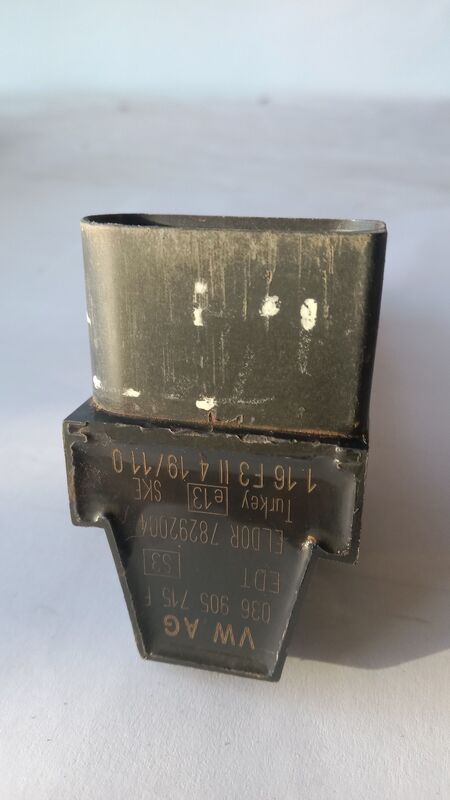 VW AG
036 905 715 F
EDT S3
ELDOR 78292004
Turkey e13 SKE
1.16 F3 II 4 19/11.0